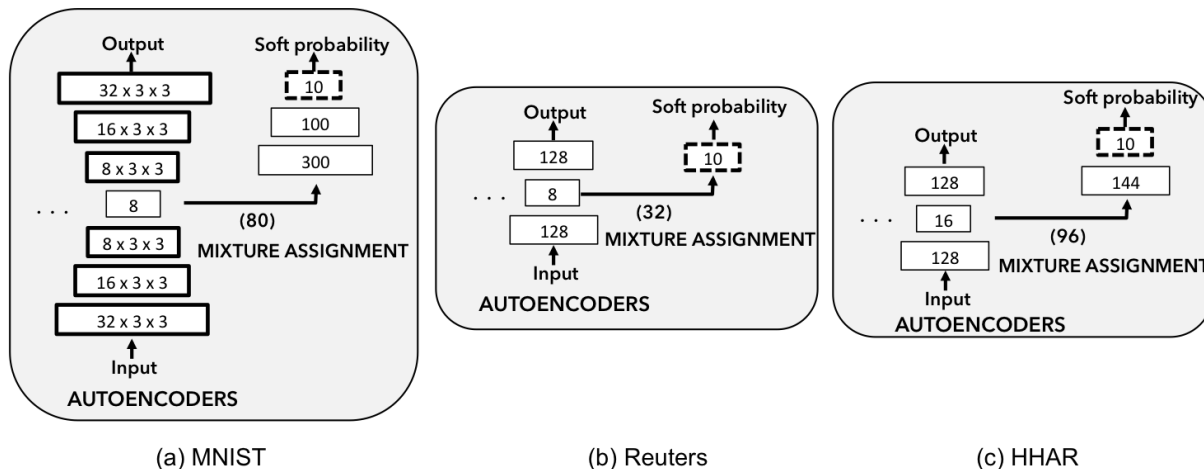 Output
32 x 3 x 3
16 x 3 x 3
8 x 3 x 3
8
8 x 3 x 3
16 x 3 x 3
32 x 3 x 3
Input
AUTOENCODERS
. . .
Soft probability
10
100
300
(80)
MIXTURE ASSIGNMENT
(a) MNIST
Output
128
8
128
Input
AUTOENCODERS
. . .
Soft probability
10
(32)
MIXTURE ASSIGNMENT
(b) Reuters
Output
128
16
128
Input
AUTOENCODERS
. . .
Soft probability
10
144
(96)
MIXTURE ASSIGNMENT
(c) HHAR